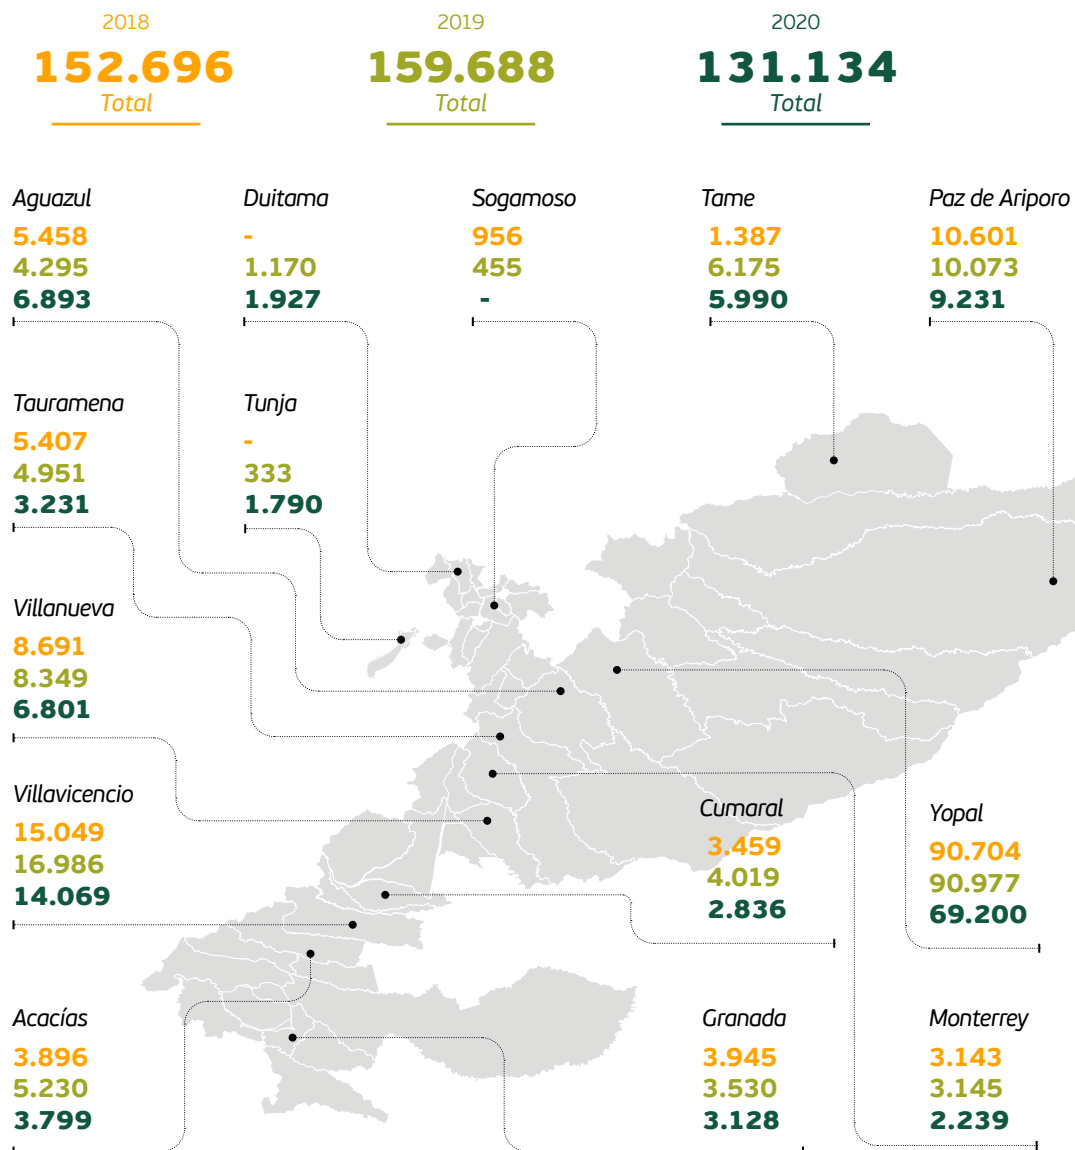 2018
152.696
Total
2019
159.688
Total
2020
131.134
Total
Aguazul
5.458
4.295
6.893
Duitama
-
1.170
1.927
Sogamoso
956
455
-
Tame
1.387
6.175
5.990
Paz de Ariporo
10.601
10.073
9.231
Tauramena
5.407
4.951
3.231
Tunja
-
333
1.790
Villanueva
8.691
8.349
6.801
Villavicencio
15.049
16.986
14.069
Cumaral
3.459
4.019
2.836
Yopal
90.704
90.977
69.200
Acacías
3.896
5.230
3.799
Granada
3.945
3.530
3.128
Monterrey
3.143
3.145
2.239